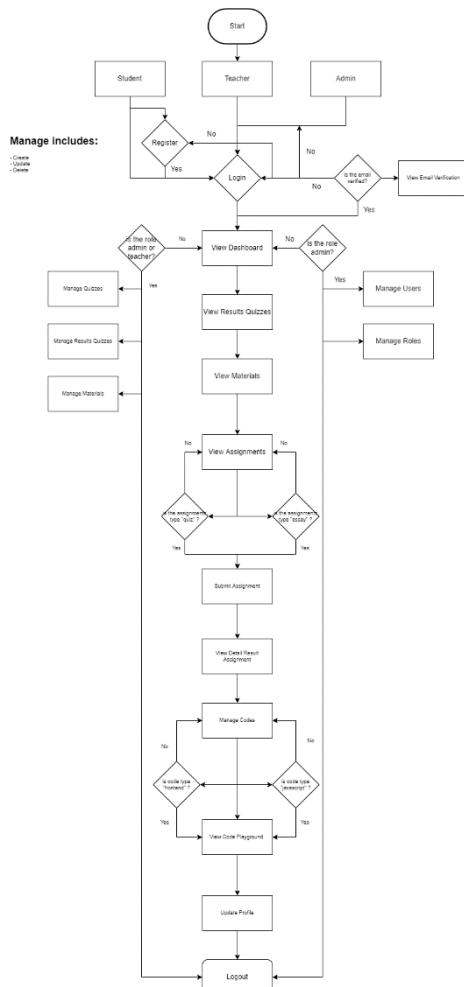 Start
Student
Teacher
Admin
Manage includes:
- Create
- Update
- Delete
Register
No
No
Yes
Login
No
Is the email
verified?
View Email Verification
Yes
Is the role
admin or
teacher?
No
View Dashboard
No
Is the role
admin?
Yes
Yes
Manage Quizzes
Manage Users
View Results Quizzes
Manage Results Quizzes
Manage Roles
View Materials
Manage Materials
View Assignments
No
No
Is the assignments
type "quiz" ?
Is the assignments
type "essay" ?
Yes
Yes
Submit Assignment
View Detail Result
Assignment
Manage Codes
No
No
Is code type
"frontend" ?
Is code type
"javascript" ?
Yes
Yes
View Code Playground
Update Profile
Logout